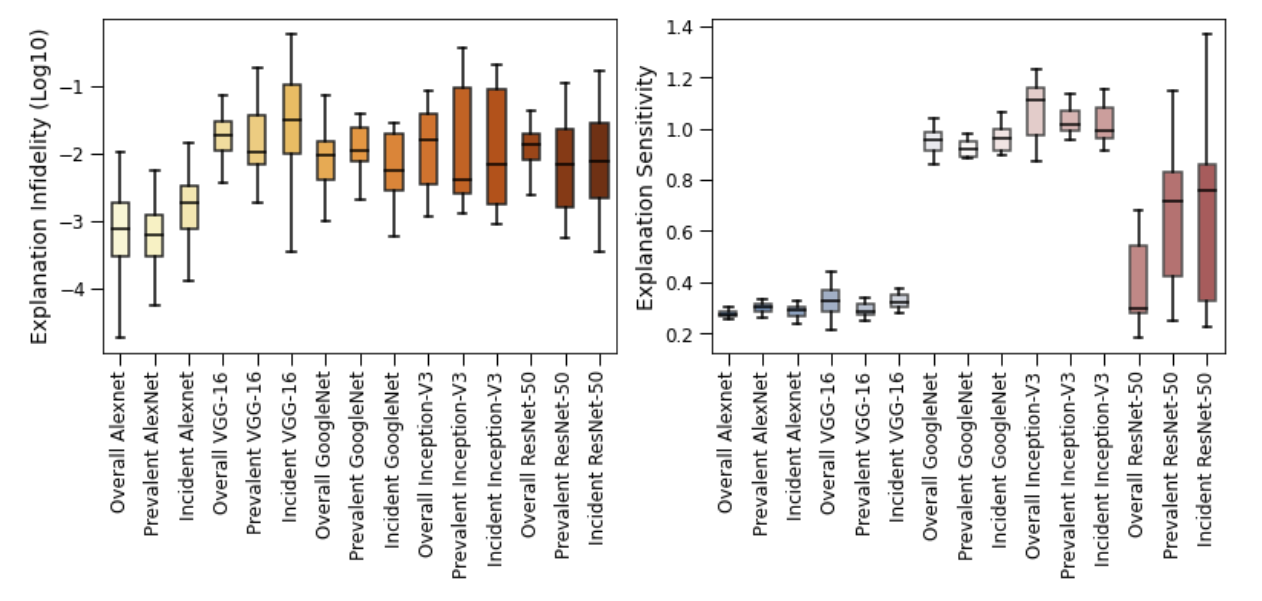 Explanation Infidelity (Log10)
−1
−2
−3
−4
Overall Alexnet
Prevalent AlexNet
Incident Alexnet
Overall VGG-16
Prevalent VGG-16
Incident VGG-16
Overall GoogleNet
Prevalent GoogleNet
Incident GoogleNet
Overall Inception-V3
Prevalent Inception-V3
Incident Inception-V3
Overall ResNet-50
Prevalent ResNet-50
Incident ResNet-50
Explanation Sensitivity
1.4
1.2
1.0
0.8
0.6
0.4
0.2
Overall Alexnet
Prevalent AlexNet
Incident Alexnet
Overall VGG-16
Prevalent VGG-16
Incident VGG-16
Overall GoogleNet
Prevalent GoogleNet
Incident GoogleNet
Overall Inception-V3
Prevalent Inception-V3
Incident Inception-V3
Overall ResNet-50
Prevalent ResNet-50
Incident ResNet-50